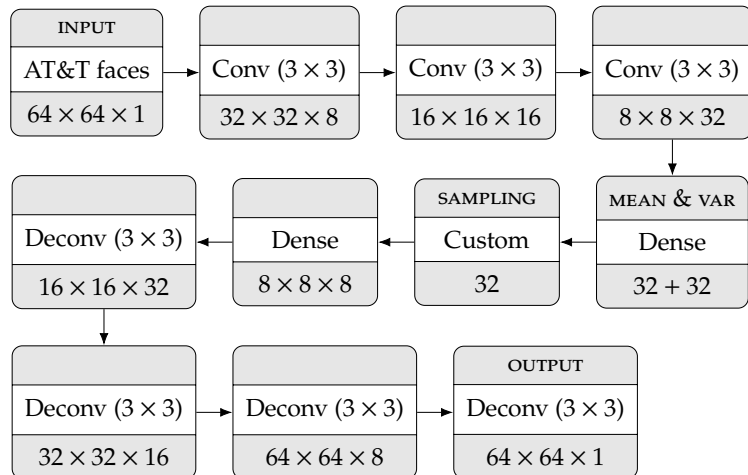 INPUT
AT&T faces
64 × 64 × 1
Conv (3 × 3)
32 × 32 × 8
Conv (3 × 3)
16 × 16 × 16
Conv (3 × 3)
8 × 8 × 32
MEAN & VAR
Dense
32 + 32
SAMPLING
Custom
32
Dense
8 × 8 × 8
Deconv (3 × 3)
16 × 16 × 32
Deconv (3 × 3)
32 × 32 × 16
Deconv (3 × 3)
64 × 64 × 8
OUTPUT
Deconv (3 × 3)
64 × 64 × 1